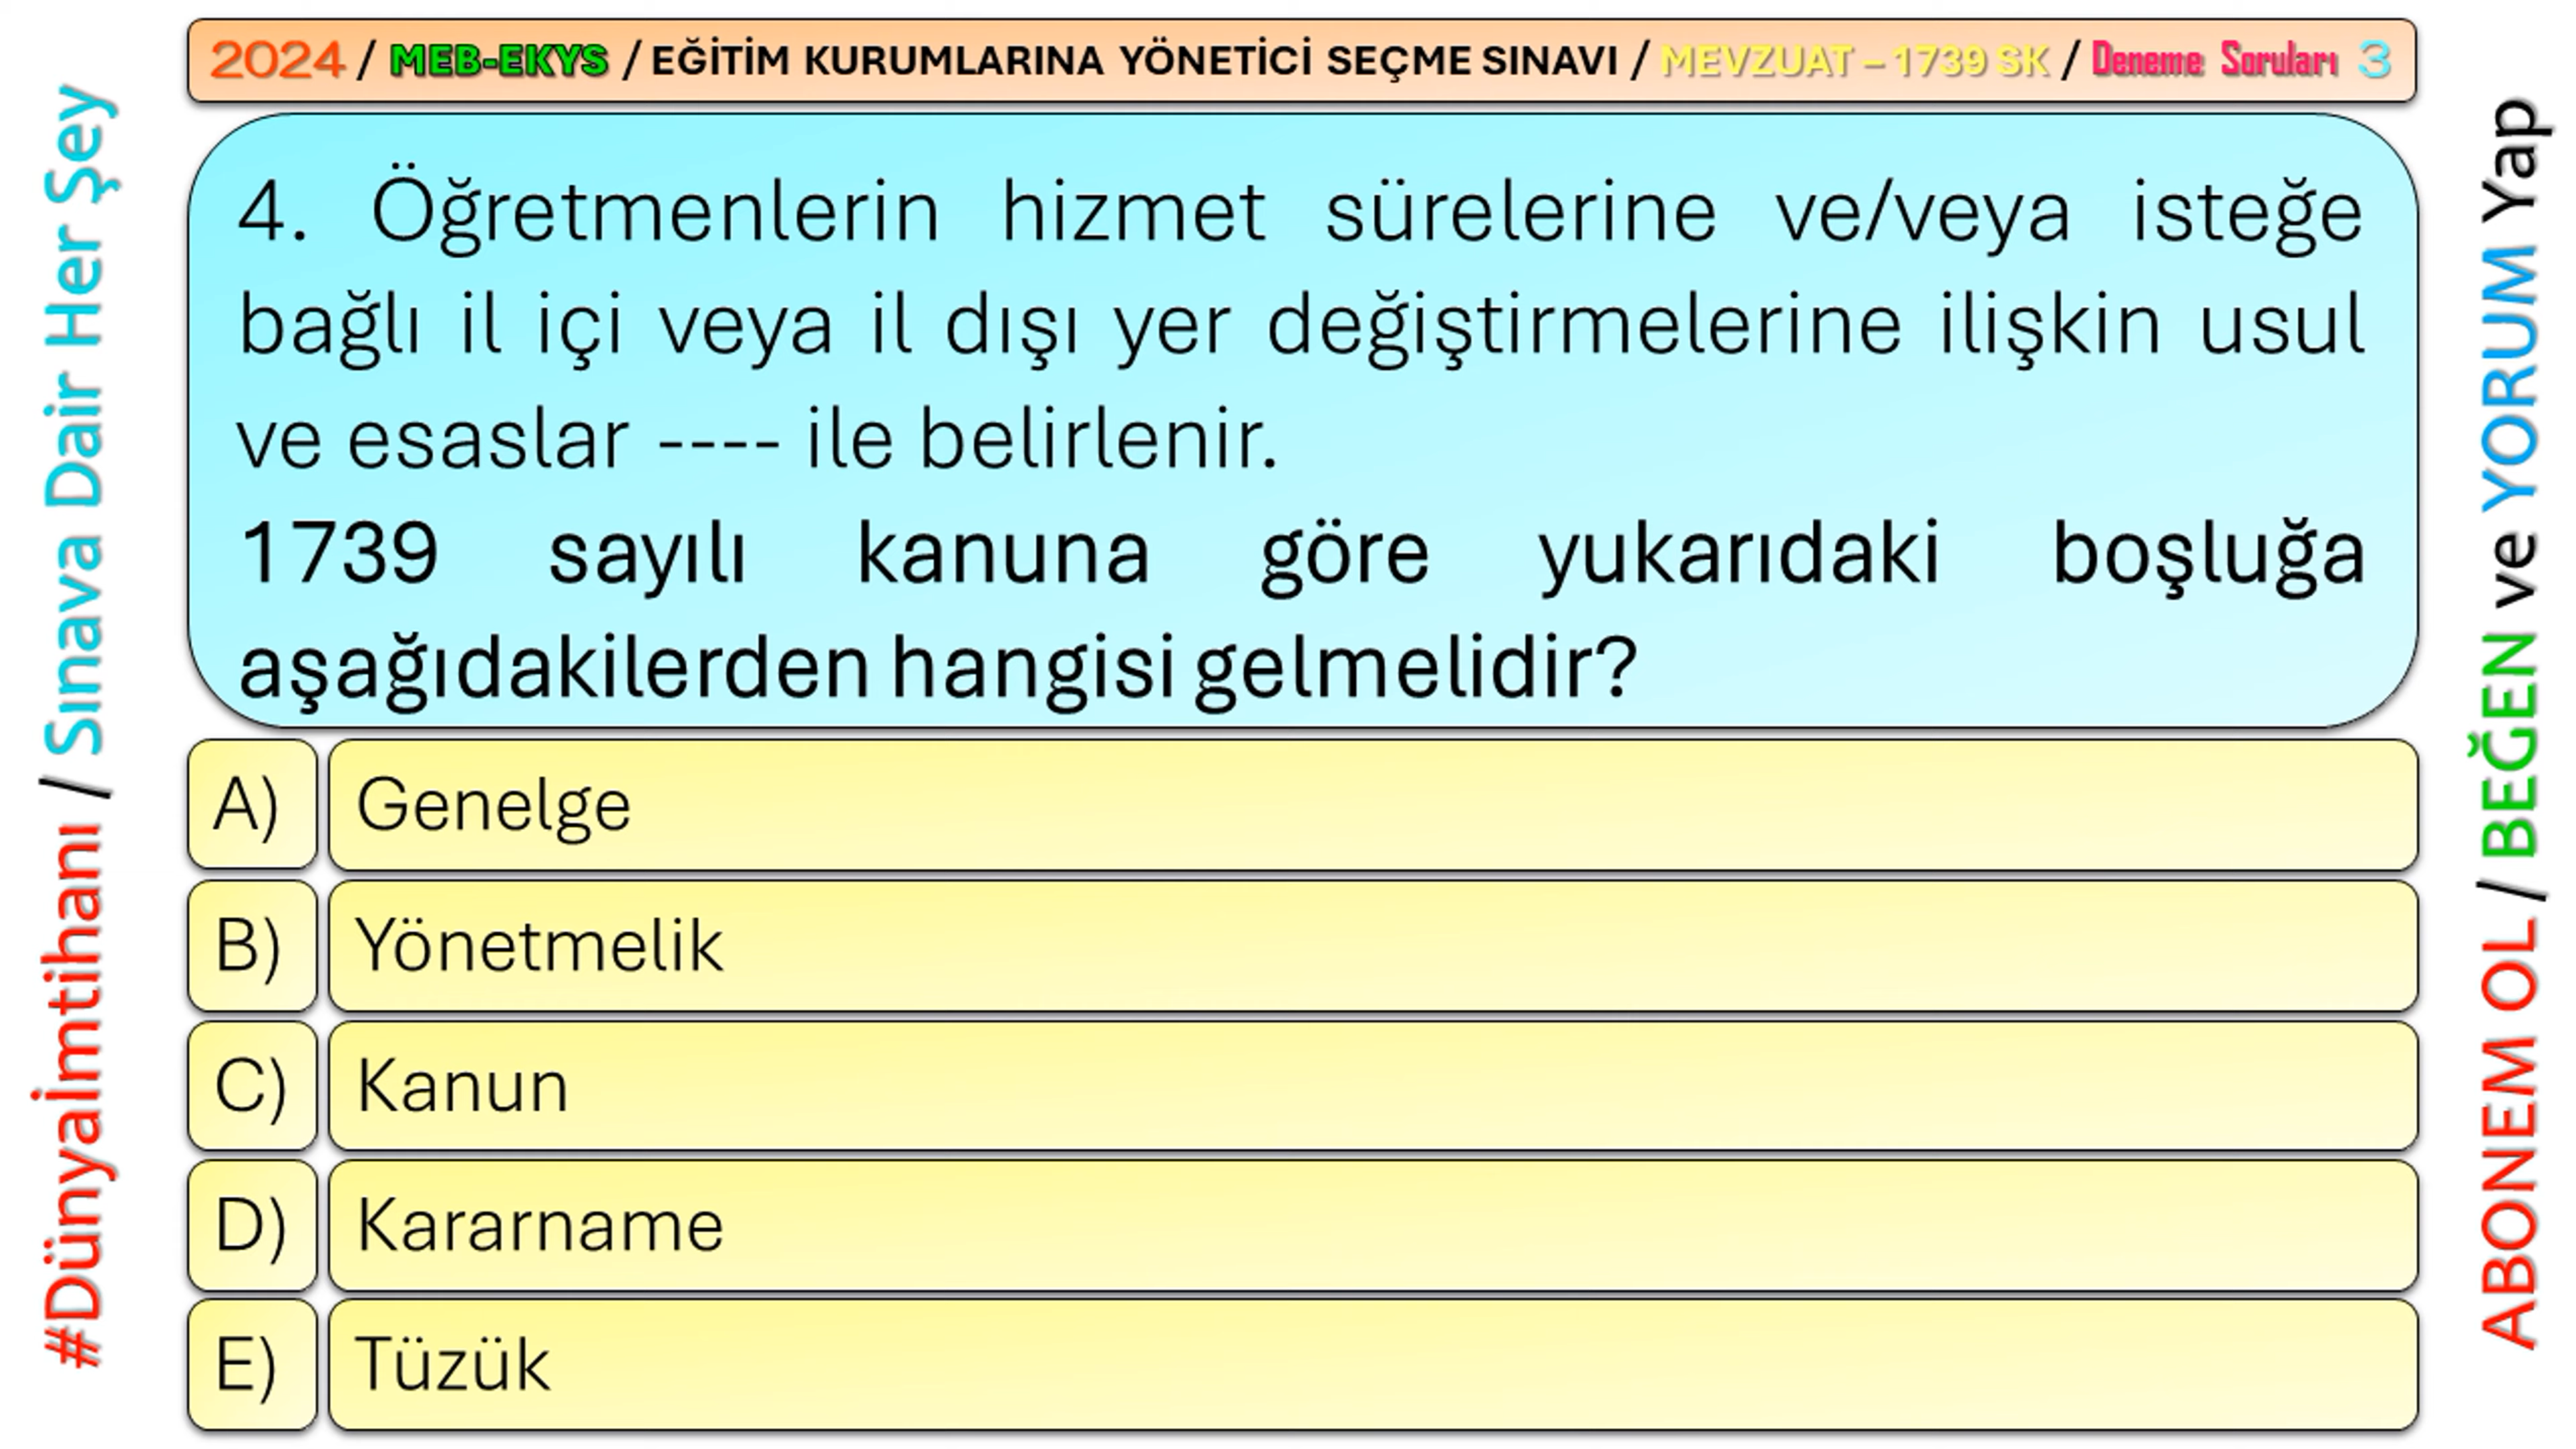 2024 / MEB-EKYS / EĞİTİM KURUMLARINA YÖNETİCİ SEÇME SINAVI / MEVZUAT – 1739 SK / Deneme Soruları 3
#Dünyaİmtihanı / Sınava Dair Her Şey
4. Öğretmenlerin hizmet sürelerine ve/veya isteğe
bağlı il içi veya il dışı yer değiştirmelerine ilişkin usul
ve esaslar ---- ile belirlenir.
1739 sayılı kanuna göre yukarıdaki boşluğa
aşağıdakilerden hangisi gelmelidir?
A) Genelge
B) Yönetmelik
C) Kanun
D) Kararname
E) Tüzük
ABONEM OL / BEĞEN ve YORUM Yap